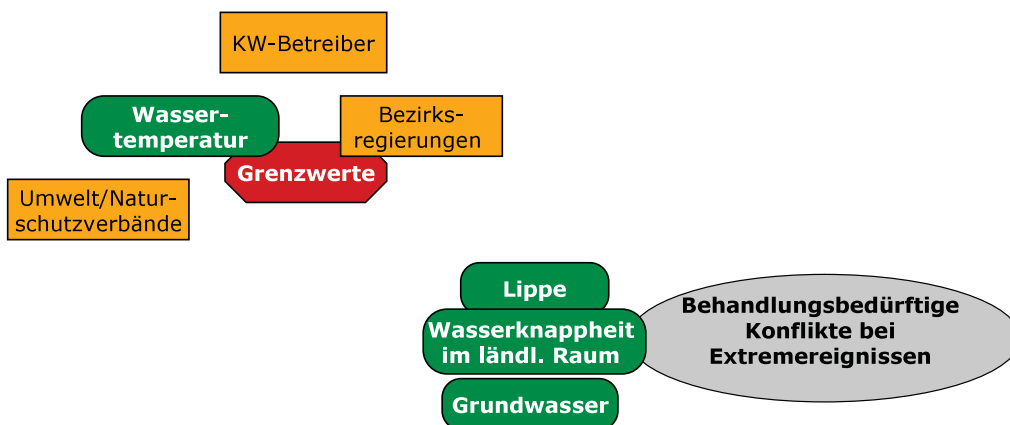 KW-Betreiber
Wasser-
temperatur
Bezirks-
regierungen
Grenzwerte
Umwelt/Natur-
schutzverbände
Lippe
Wasserknappheit
im ländl. Raum
Grundwasser
Behandlungsbedürftige
Konflikte bei
Extremereignissen